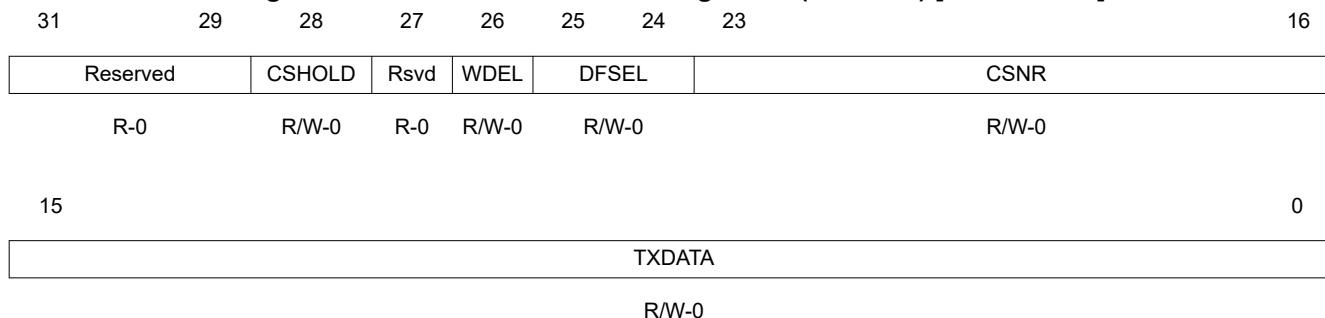 31 29 28 27 26 25 24 23 16
Reserved CSHOLD Rsvd WDEL DFSEL CSNR
R-0 R/W-0 R-0 R/W-0 R/W-0 R/W-0
15 0
TXDATA
R/W-0